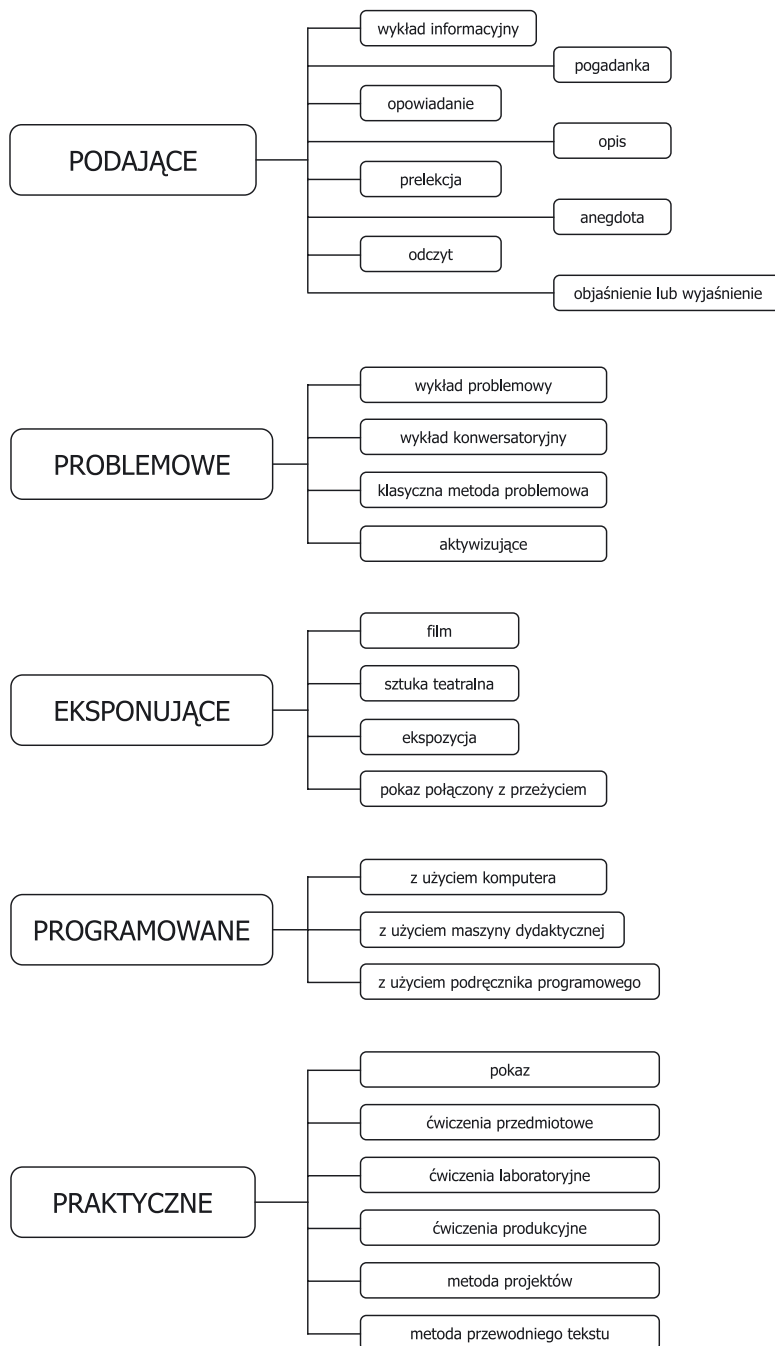 PODAJĄCE
wykład informacyjny
pogadanka
opowiadanie
opis
prelekcja
anegdota
odczyt
objaśnienie lub wyjaśnienie
PROBLEMOWE
wykład problemowy
wykład konwersatoryjny
klasyczna metoda problemowa
aktywizujące
EKSPONUJĄCE
film
sztuka teatralna
ekspozycja
pokaz połączony z przeżyciem
PROGRAMOWANE
z użyciem komputera
z użyciem maszyny dydaktycznej
z użyciem podręcznika programowego
PRAKTYCZNE
pokaz
ćwiczenia przedmiotowe
ćwiczenia laboratoryjne
ćwiczenia produkcyjne
metoda projektów
metoda przewodniego tekstu